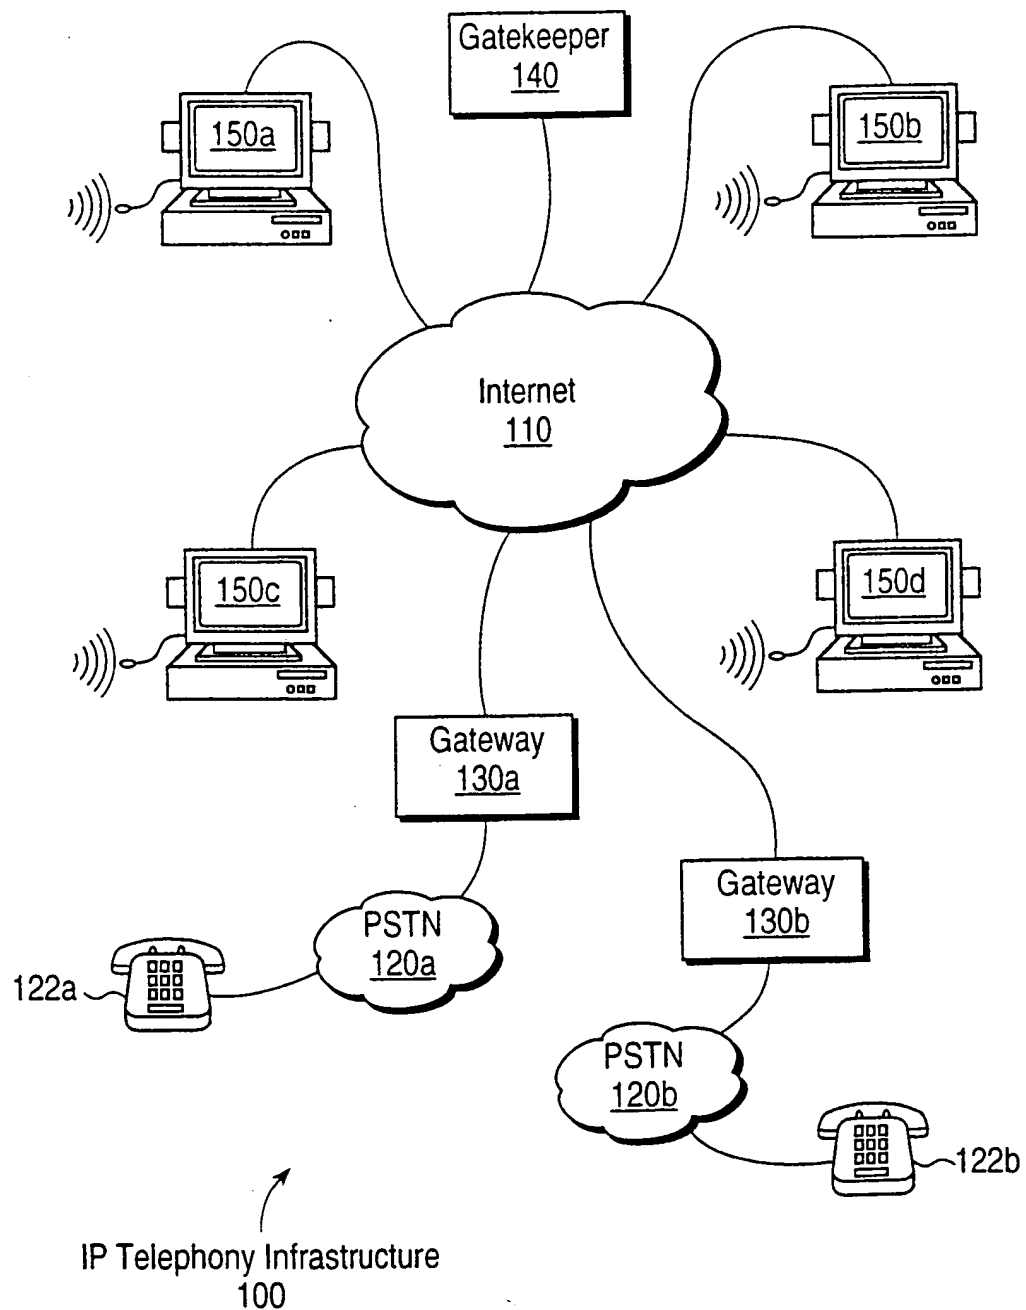 Gatekeeper
140
150a
150b
Internet
110
150c
150d
Gateway
130a
Gateway
130b
PSTN
120a
122a
PSTN
120b
122b
IP Telephony Infrastructure
100